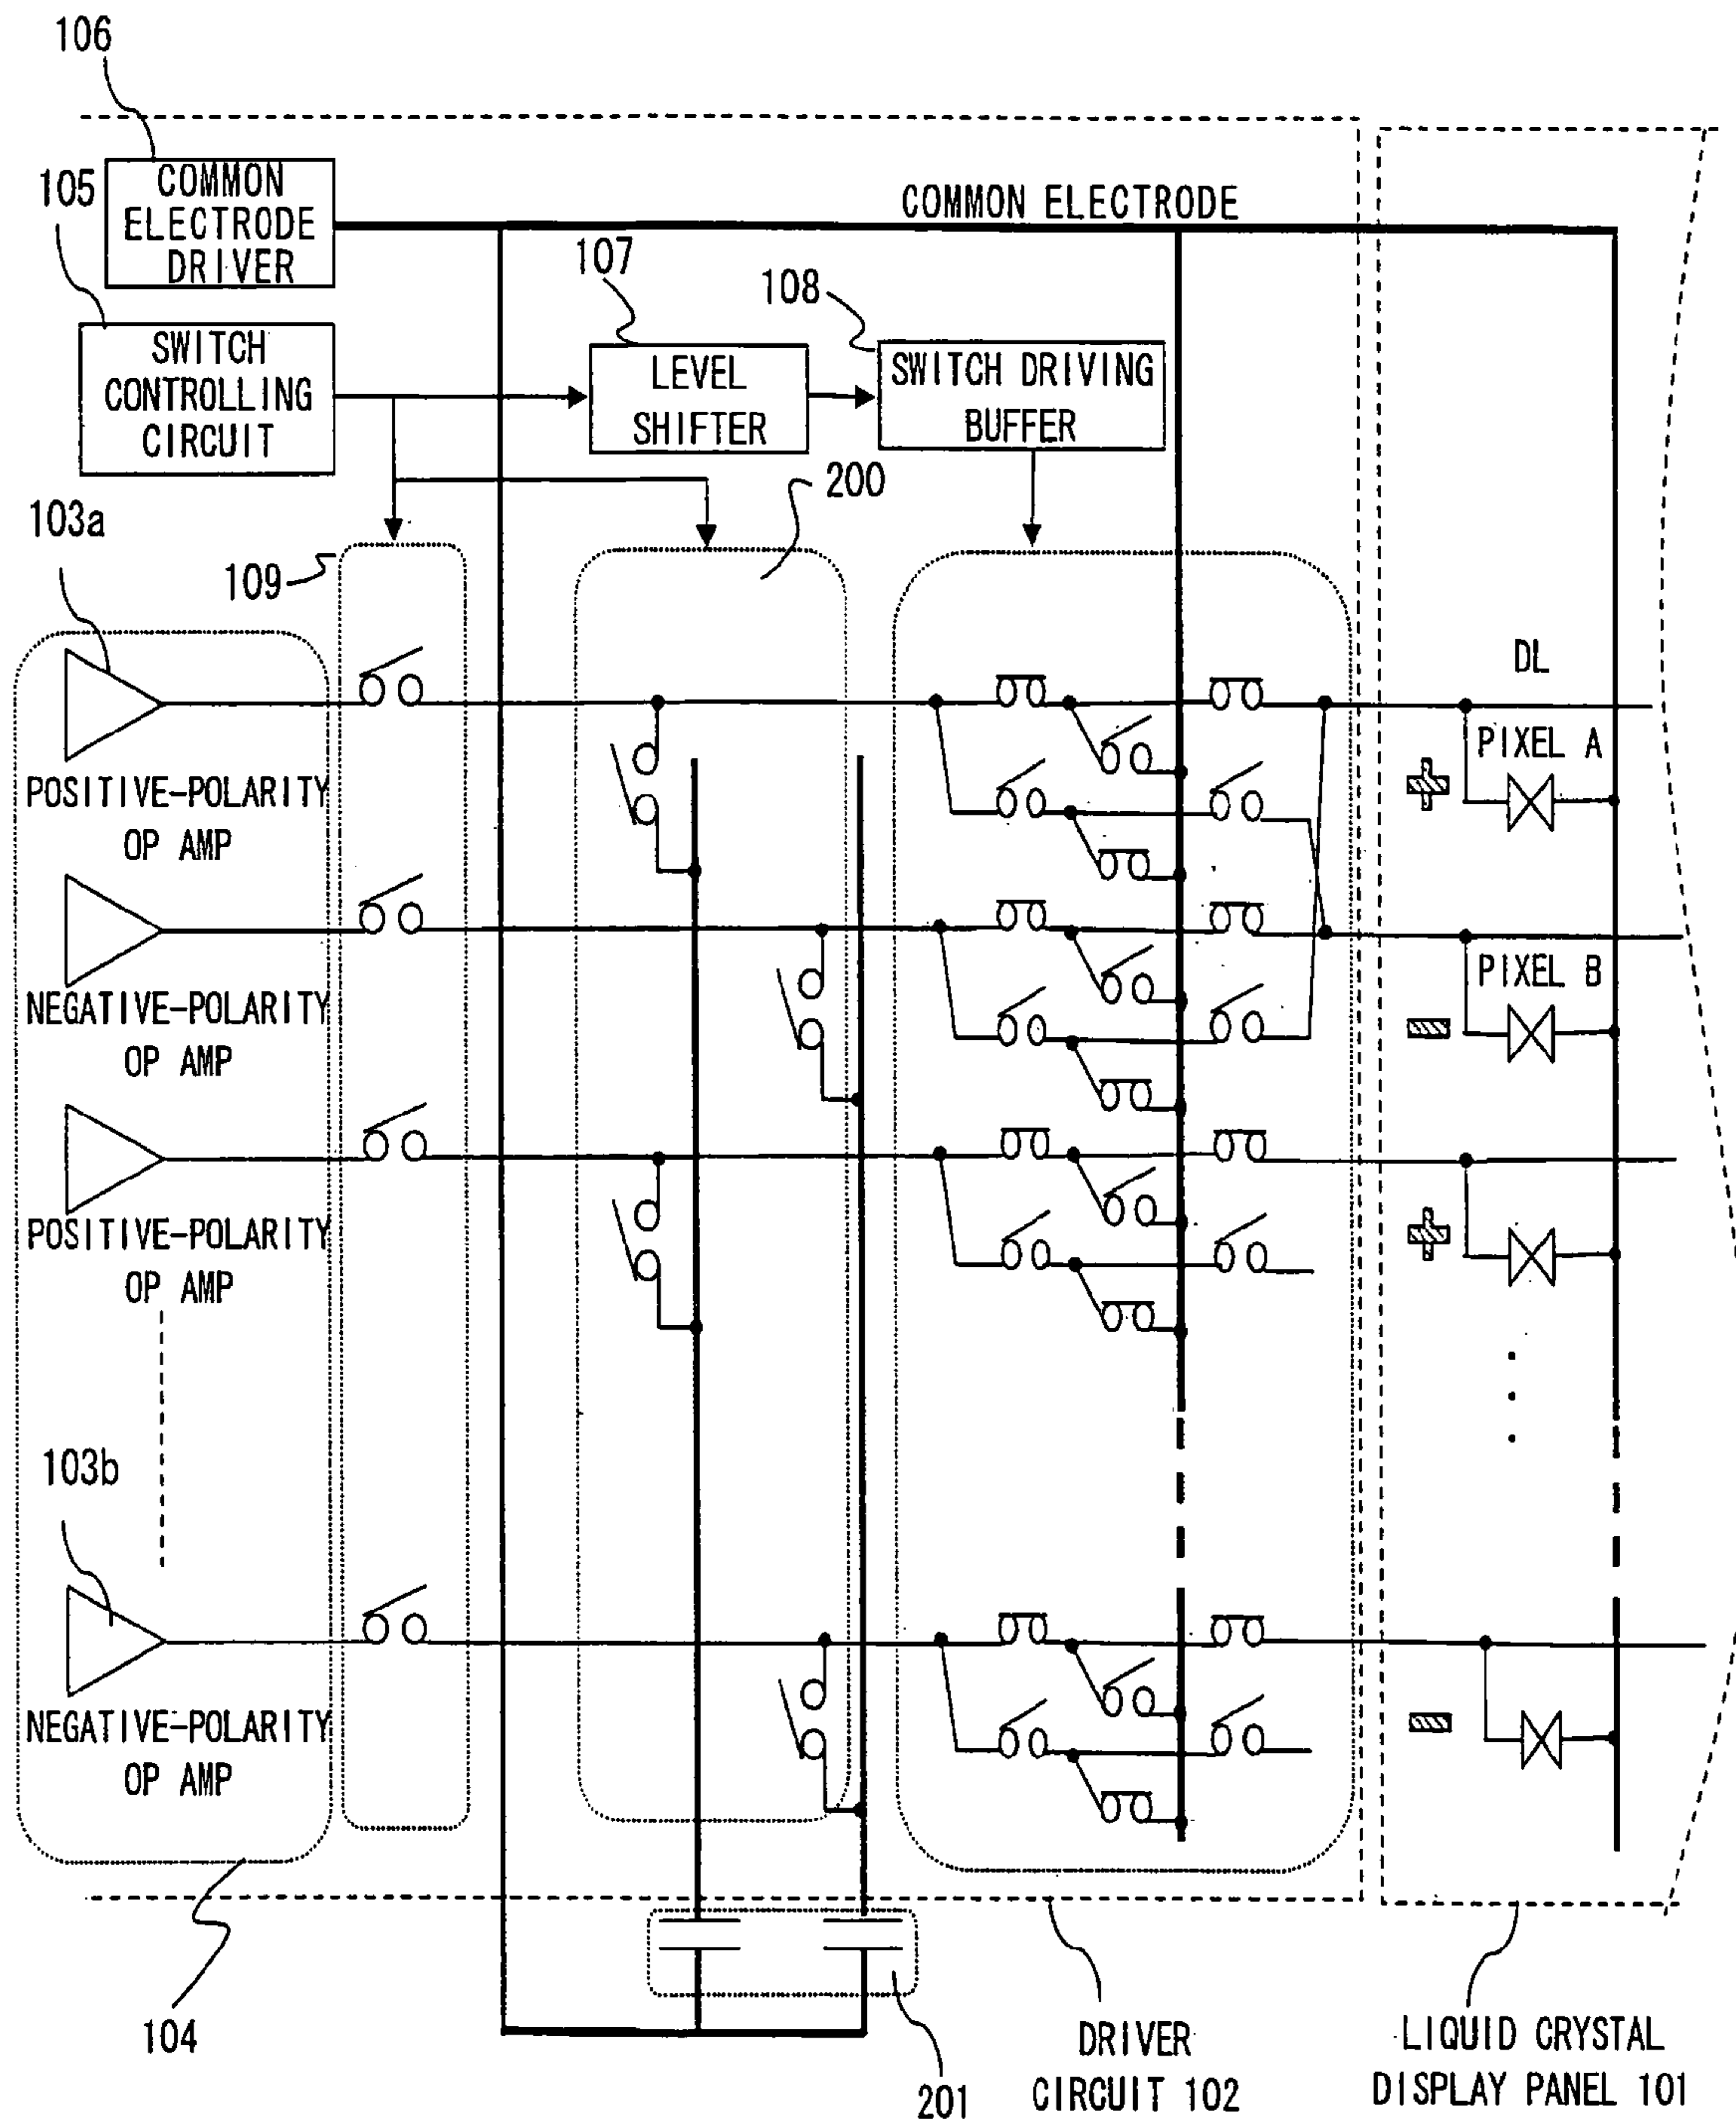 106
COMMON
ELECTRODE
DRIVER
COMMON ELECTRODE
105
SWITCH
CONTROLLING
CIRCUIT
107
LEVEL
SHIFTER
108
SWITCH DRIVING
BUFFER
200
103a
109
POSITIVE-POLARITY
OP AMP
DL
PIXEL A
+
NEGATIVE-POLARITY
OP AMP
PIXEL B
-
POSITIVE-POLARITY
OP AMP
+
103b
NEGATIVE-POLARITY
OP AMP
-
104
201
DRIVER
CIRCUIT 102
LIQUID CRYSTAL
DISPLAY PANEL 101